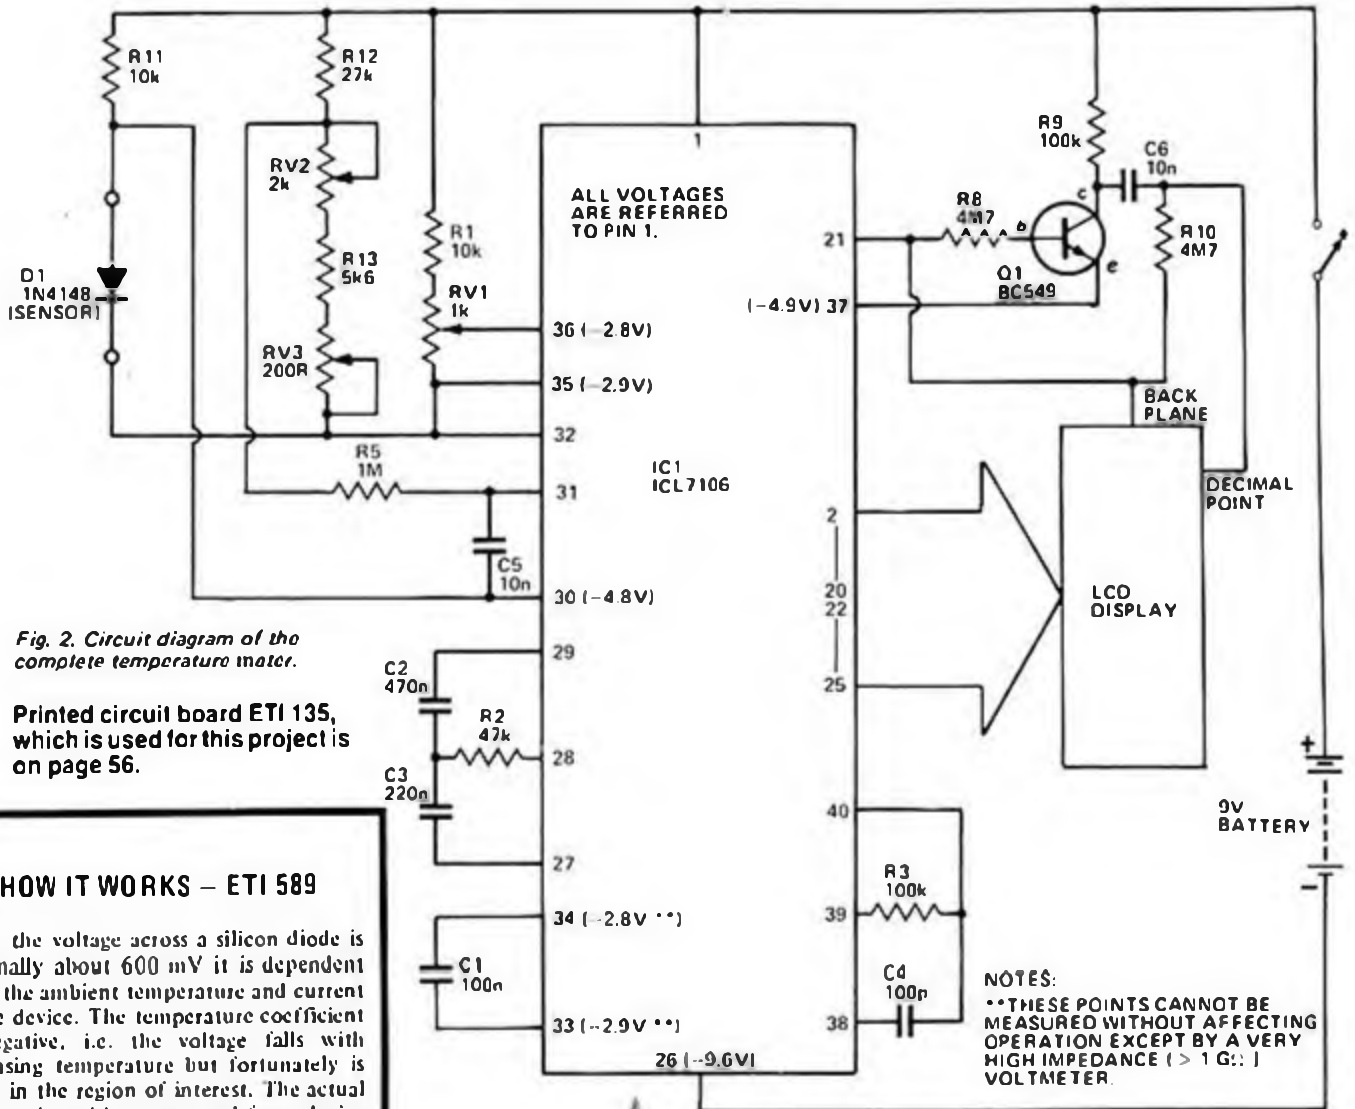 R11
10k
R12
27k
RV2
2k
R13
5k6
RV3
200R
R1
10k
RV1
1k
D1
1N4148
(SENSOR)
R5
1M
C5
10n
1
ALL VOLTAGES
ARE REFERRED
TO PIN 1.
36 (-2.8V)
35 (-2.9V)
32
31
30 (-4.8V)
29
28
27
34 (-2.8V **)
33 (-2.9V **)
26 (-9.6V)
IC1
ICL7106
21
(-4.9V) 37
2
20
22
25
40
39
38
R9
100k
C6
10n
R8
4M7
b
c
e
Q1
BC549
R10
4M7
BACK
PLANE
DECIMAL
POINT
LCD
DISPLAY
+
9V
BATTERY
-
C2
470n
R2
47k
C3
220n
C1
100n
R3
100k
C4
100p
NOTES:
**THESE POINTS CANNOT BE
MEASURED WITHOUT AFFECTING
OPERATION EXCEPT BY A VERY
HIGH IMPEDANCE ( > 1 GΩ )
VOLTMETER.
Fig. 2. Circuit diagram of the
complete temperature meter.
Printed circuit board ETI 135,
which is used for this project is
on page 56.
HOW IT WORKS – ETI 589
the voltage across a silicon diode is
nally about 600 mV it is dependent
the ambient temperature and current
e device. The temperature coefficient
gative, i.e. the voltage falls with
asing temperature but fortunately is
in the region of interest. The actual